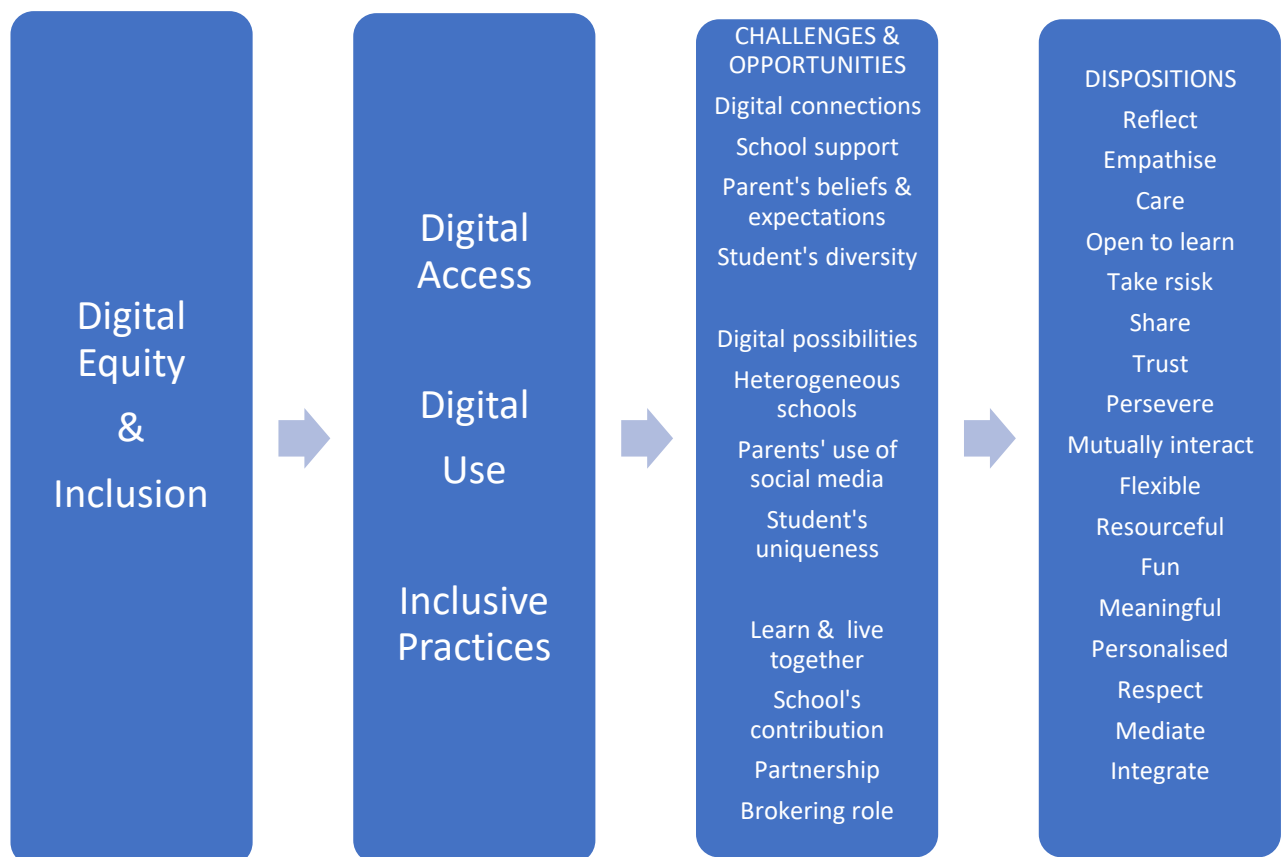 Digital
Equity
&
Inclusion
Digital
Access
Digital
Use
Inclusive
Practices
CHALLENGES &
OPPORTUNITIES
Digital connections
School support
Parent's beliefs &
expectations
Student's diversity
Digital possibilities
Heterogeneous
schools
Parents' use of
social media
Student's
uniqueness
Learn & live
together
School's
contribution
Partnership
Brokering role
DISPOSITIONS
Reflect
Empathise
Care
Open to learn
Take rsisk
Share
Trust
Persevere
Mutually interact
Flexible
Resourceful
Fun
Meaningful
Personalised
Respect
Mediate
Integrate